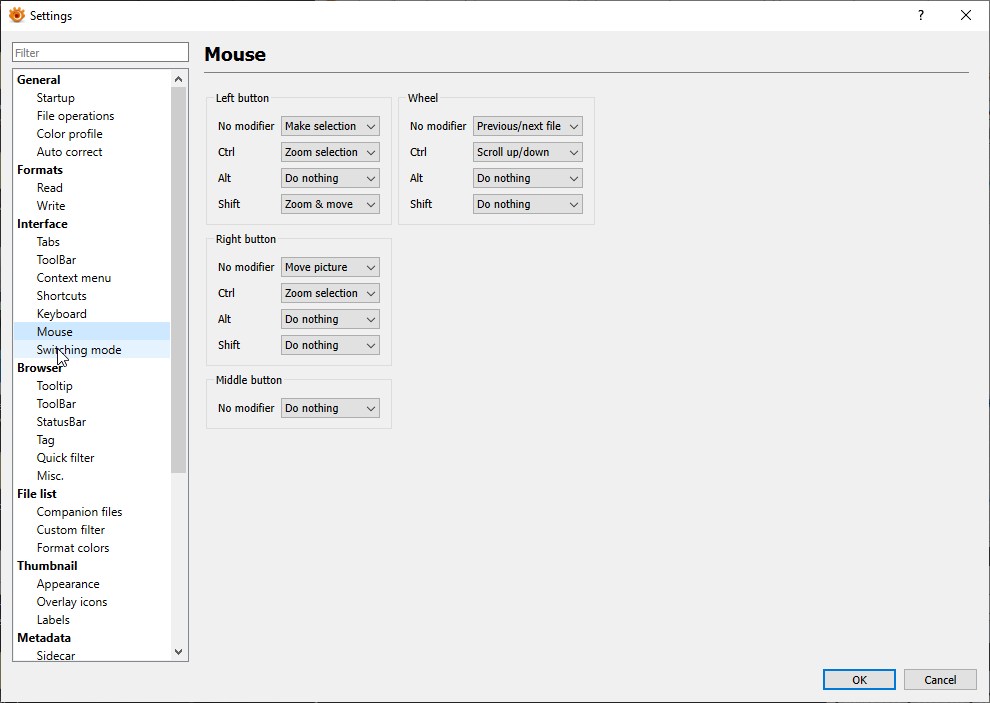 Settings
?
Filter
General
Startup
File operations
Color profile
Auto correct
Formats
Read
Write
Interface
Tabs
ToolBar
Context menu
Shortcuts
Keyboard
Mouse
Switching mode
Browser
Tooltip
ToolBar
StatusBar
Tag
Quick filter
Misc.
File list
Companion files
Custom filter
Format colors
Thumbnail
Appearance
Overlay icons
Labels
Metadata
Sidecar
Mouse
Left button
No modifier Make selection
Ctrl Zoom selection
Alt Do nothing
Shift Zoom & move
Wheel
No modifier Previous/next file
Ctrl Scroll up/down
Alt Do nothing
Shift Do nothing
Right button
No modifier Move picture
Ctrl Zoom selection
Alt Do nothing
Shift Do nothing
Middle button
No modifier Do nothing
OK Cancel